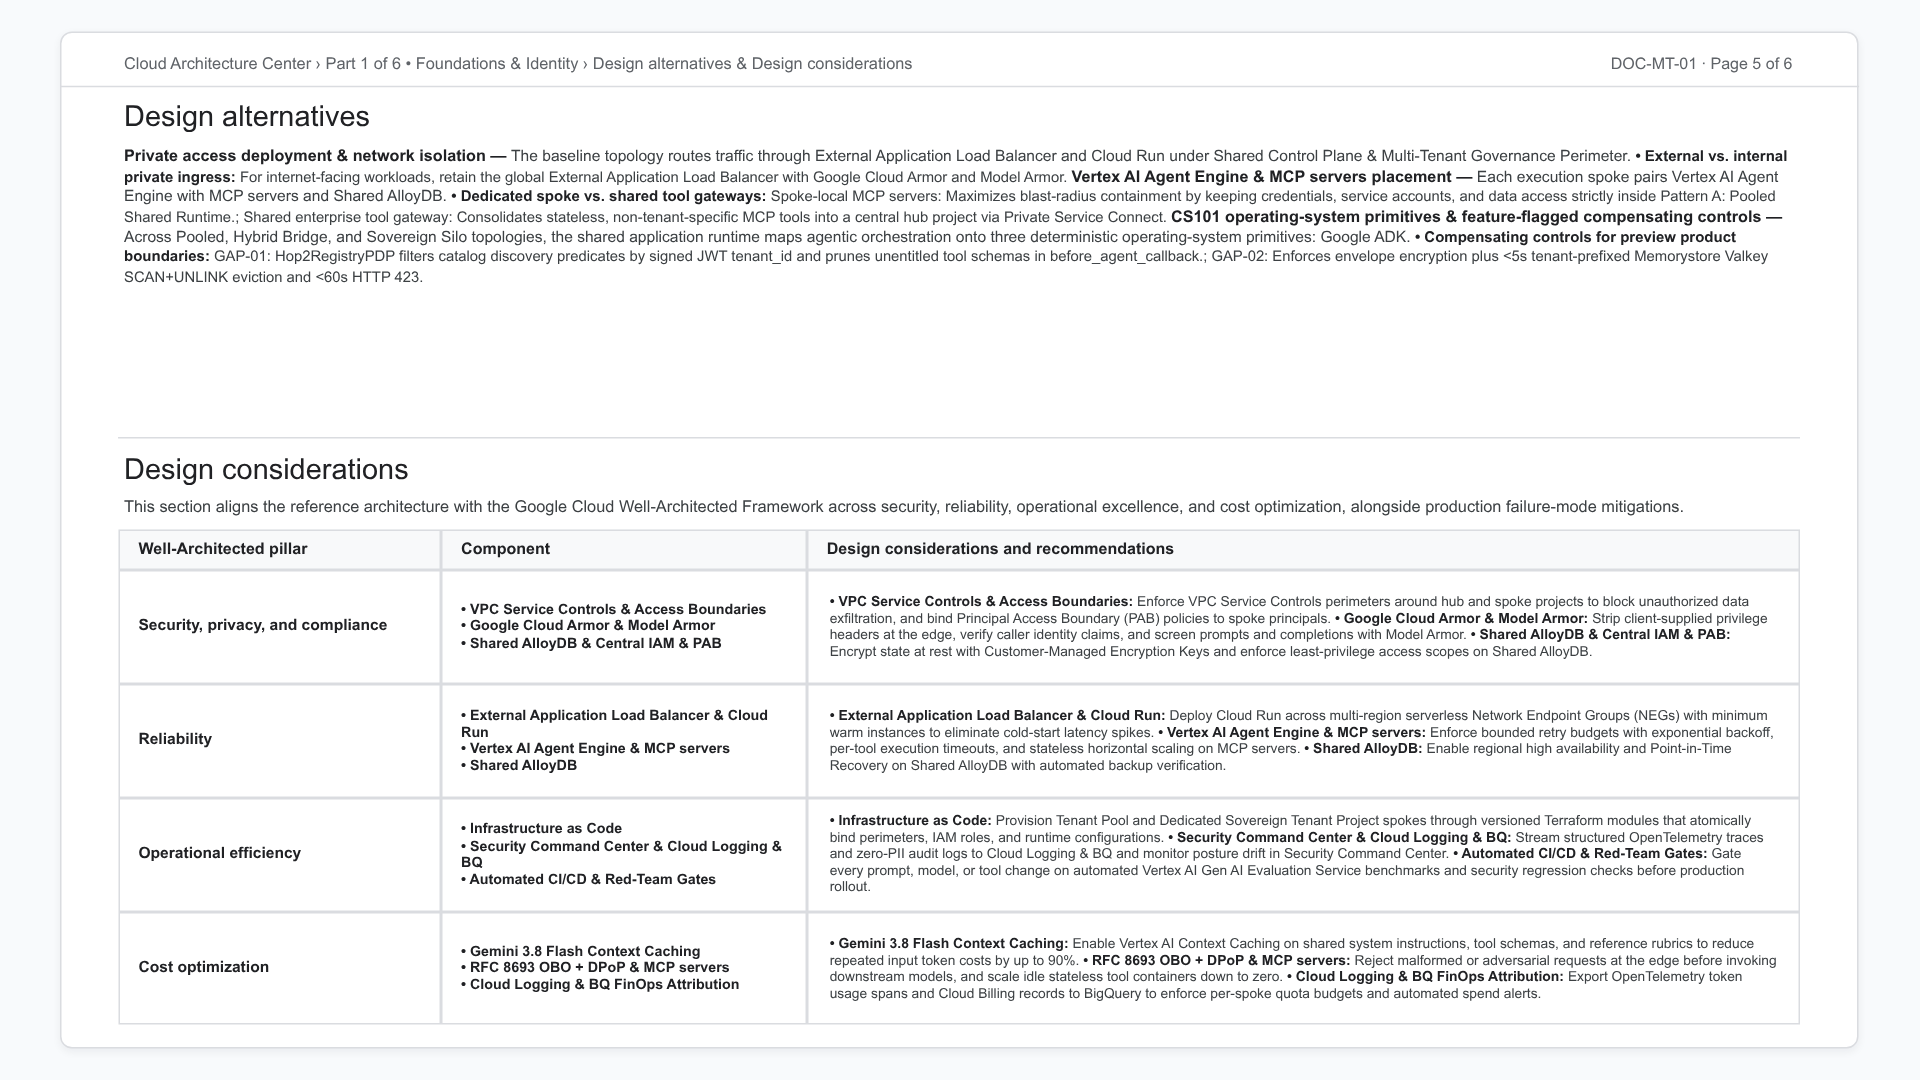 Cloud Architecture Center › Part 1 of 6 • Foundations & Identity › Design alternatives & Design considerations
DOC-MT-01 · Page 5 of 6
Design alternatives
Private access deployment & network isolation — The baseline topology routes traffic through External Application Load Balancer and Cloud Run under Shared Control Plane & Multi-Tenant Governance Perimeter. • External vs. internal
private ingress: For internet-facing workloads, retain the global External Application Load Balancer with Google Cloud Armor and Model Armor. Vertex AI Agent Engine & MCP servers placement — Each execution spoke pairs Vertex AI Agent
Engine with MCP servers and Shared AlloyDB. • Dedicated spoke vs. shared tool gateways: Spoke-local MCP servers: Maximizes blast-radius containment by keeping credentials, service accounts, and data access strictly inside Pattern A: Pooled
Shared Runtime.; Shared enterprise tool gateway: Consolidates stateless, non-tenant-specific MCP tools into a central hub project via Private Service Connect. CS101 operating-system primitives & feature-flagged compensating controls —
Across Pooled, Hybrid Bridge, and Sovereign Silo topologies, the shared application runtime maps agentic orchestration onto three deterministic operating-system primitives: Google ADK. • Compensating controls for preview product
boundaries: GAP-01: Hop2RegistryPDP filters catalog discovery predicates by signed JWT tenant_id and prunes unentitled tool schemas in before_agent_callback.; GAP-02: Enforces envelope encryption plus <5s tenant-prefixed Memorystore Valkey
SCAN+UNLINK eviction and <60s HTTP 423.
Design considerations
This section aligns the reference architecture with the Google Cloud Well-Architected Framework across security, reliability, operational excellence, and cost optimization, alongside production failure-mode mitigations.
Well-Architected pillar
Component
Design considerations and recommendations
Security, privacy, and compliance
• VPC Service Controls & Access Boundaries
• Google Cloud Armor & Model Armor
• Shared AlloyDB & Central IAM & PAB
• VPC Service Controls & Access Boundaries: Enforce VPC Service Controls perimeters around hub and spoke projects to block unauthorized data
exfiltration, and bind Principal Access Boundary (PAB) policies to spoke principals. • Google Cloud Armor & Model Armor: Strip client-supplied privilege
headers at the edge, verify caller identity claims, and screen prompts and completions with Model Armor. • Shared AlloyDB & Central IAM & PAB:
Encrypt state at rest with Customer-Managed Encryption Keys and enforce least-privilege access scopes on Shared AlloyDB.
Reliability
• External Application Load Balancer & Cloud
Run
• Vertex AI Agent Engine & MCP servers
• Shared AlloyDB
• External Application Load Balancer & Cloud Run: Deploy Cloud Run across multi-region serverless Network Endpoint Groups (NEGs) with minimum
warm instances to eliminate cold-start latency spikes. • Vertex AI Agent Engine & MCP servers: Enforce bounded retry budgets with exponential backoff,
per-tool execution timeouts, and stateless horizontal scaling on MCP servers. • Shared AlloyDB: Enable regional high availability and Point-in-Time
Recovery on Shared AlloyDB with automated backup verification.
Operational efficiency
• Infrastructure as Code
• Security Command Center & Cloud Logging &
BQ
• Automated CI/CD & Red-Team Gates
• Infrastructure as Code: Provision Tenant Pool and Dedicated Sovereign Tenant Project spokes through versioned Terraform modules that atomically
bind perimeters, IAM roles, and runtime configurations. • Security Command Center & Cloud Logging & BQ: Stream structured OpenTelemetry traces
and zero-PII audit logs to Cloud Logging & BQ and monitor posture drift in Security Command Center. • Automated CI/CD & Red-Team Gates: Gate
every prompt, model, or tool change on automated Vertex AI Gen AI Evaluation Service benchmarks and security regression checks before production
rollout.
Cost optimization
• Gemini 3.8 Flash Context Caching
• RFC 8693 OBO + DPoP & MCP servers
• Cloud Logging & BQ FinOps Attribution
• Gemini 3.8 Flash Context Caching: Enable Vertex AI Context Caching on shared system instructions, tool schemas, and reference rubrics to reduce
repeated input token costs by up to 90%. • RFC 8693 OBO + DPoP & MCP servers: Reject malformed or adversarial requests at the edge before invoking
downstream models, and scale idle stateless tool containers down to zero. • Cloud Logging & BQ FinOps Attribution: Export OpenTelemetry token
usage spans and Cloud Billing records to BigQuery to enforce per-spoke quota budgets and automated spend alerts.